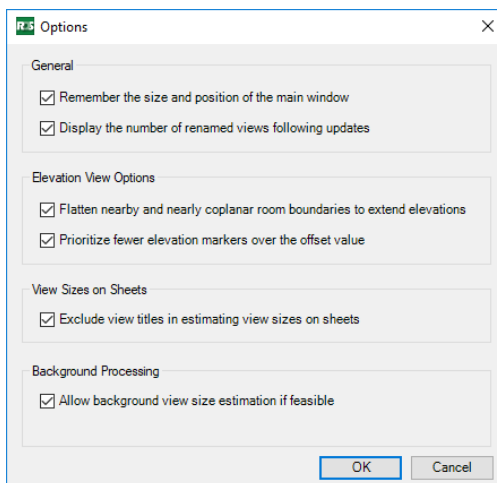 R2S Options
General
Remember the size and position of the main window
Display the number of renamed views following updates
Elevation View Options
Flatten nearby and nearly coplanar room boundaries to extend elevations
Prioritize fewer elevation markers over the offset value
View Sizes on Sheets
Exclude view titles in estimating view sizes on sheets
Background Processing
Allow background view size estimation if feasible
OK Cancel